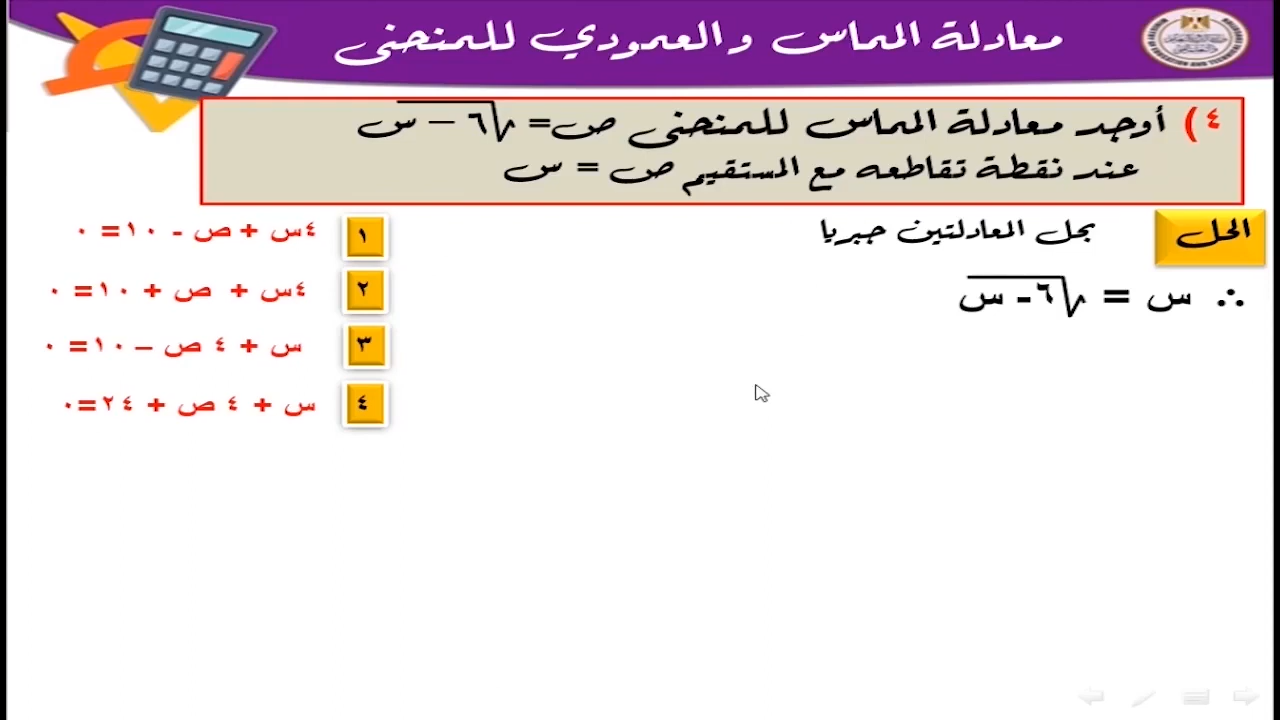 معادلة المماس والعمودي للمنحنى
٤) أوجد معادلة المماس للمنحنى ص= √٦ – س
عند نقطة تقاطعه مع المستقيم ص = س
الحل
بحل المعادلتين جبريا
∴ س = √٦- س
١ ٤س + ص - ١٠= ٠
٢ ٤س + ص + ١٠= ٠
٣ س + ٤ ص – ١٠= ٠
٤ س + ٤ ص + ٢٤=٠